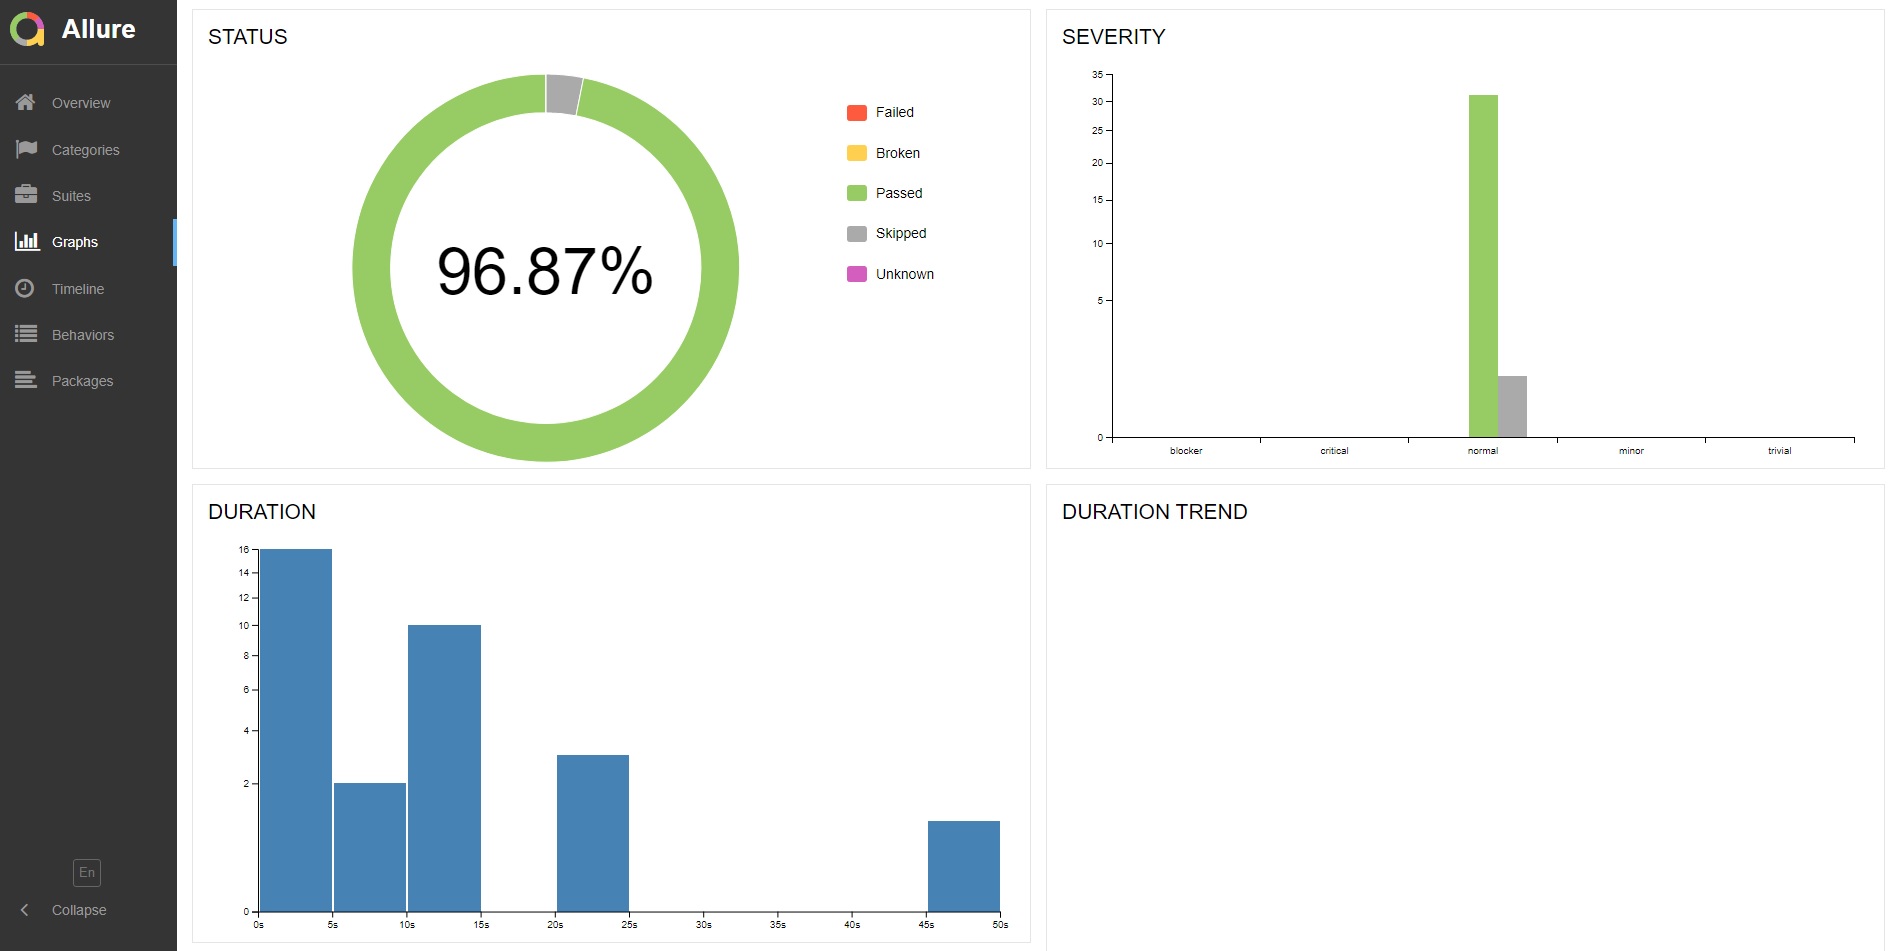 Allure
Overview
Categories
Suites
Graphs
Timeline
Behaviors
Packages
En
Collapse
STATUS
96.87%
Failed
Broken
Passed
Skipped
Unknown
SEVERITY
35
30
25
20
15
10
5
0
blocker critical normal minor trivial
DURATION
16
14
12
10
8
6
4
2
0
0s 5s 10s 15s 20s 25s 30s 35s 40s 45s 50s
DURATION TREND